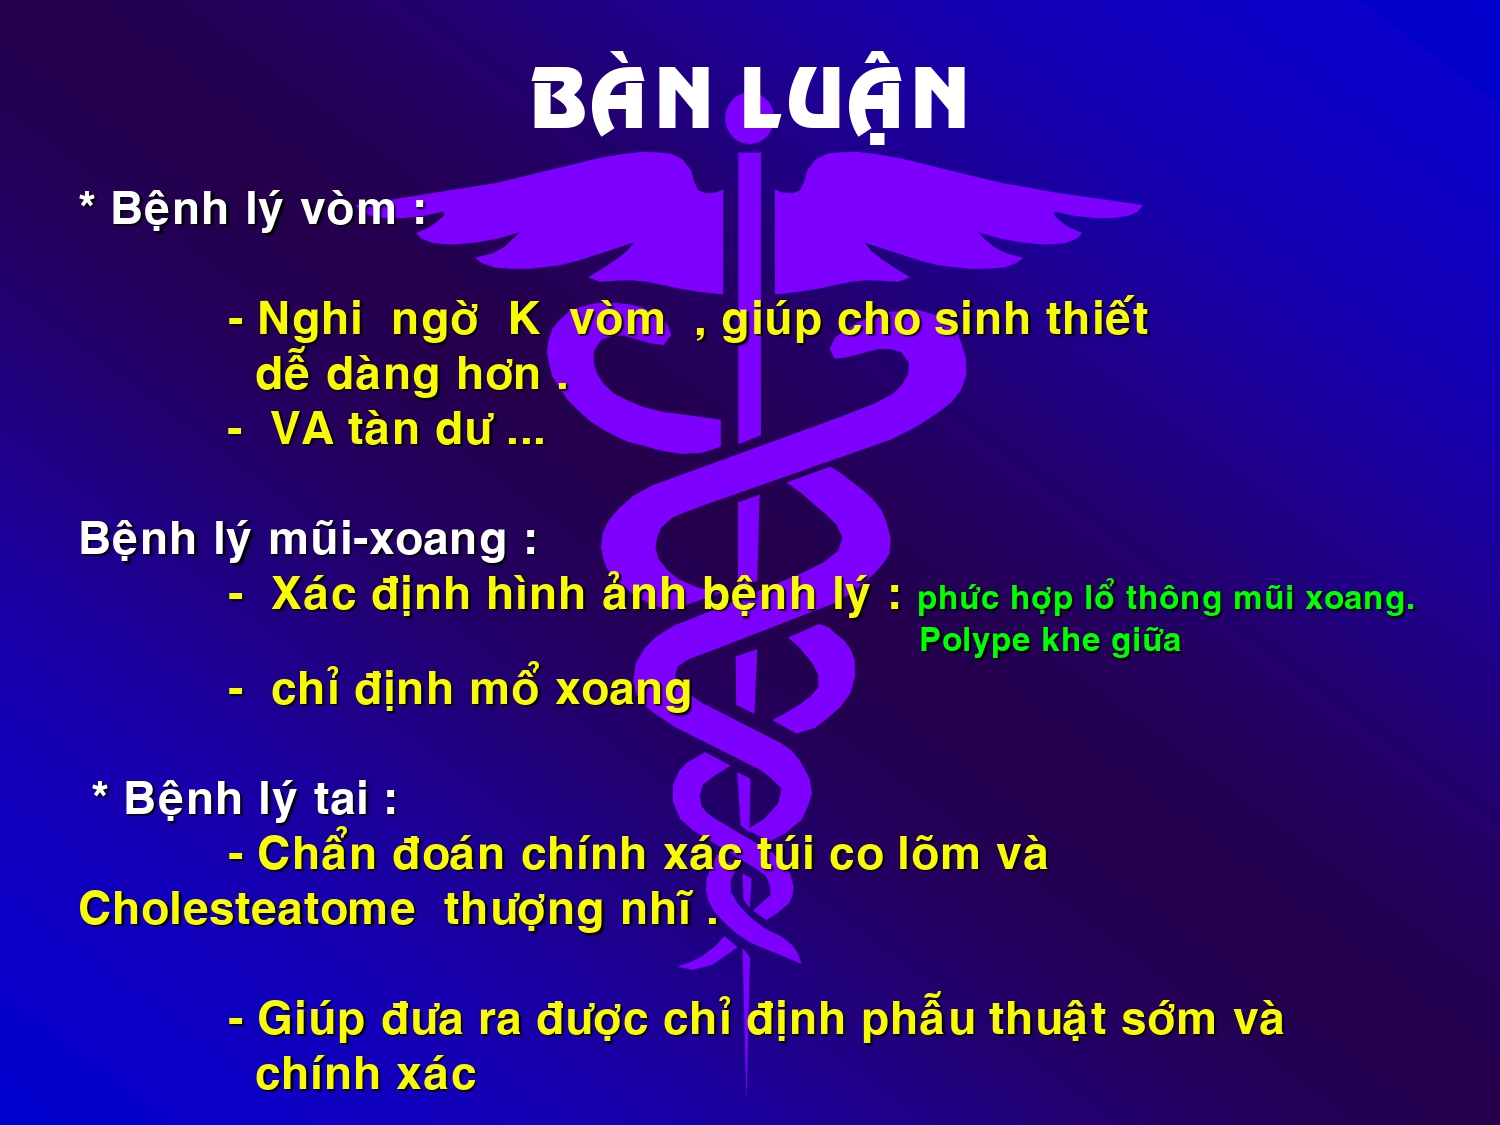 BÀN LUẬN
* Bệnh lý vòm :
- Nghi ngờ K vòm , giúp cho sinh thiết
dễ dàng hơn .
- VA tàn dư ...
Bệnh lý mũi-xoang :
- Xác định hình ảnh bệnh lý : phức hợp lổ thông mũi xoang.
Polype khe giữa
- chỉ định mổ xoang
* Bệnh lý tai :
- Chẩn đoán chính xác túi co lõm và
Cholesteatome thượng nhĩ .
- Giúp đưa ra được chỉ định phẫu thuật sớm và
chính xác